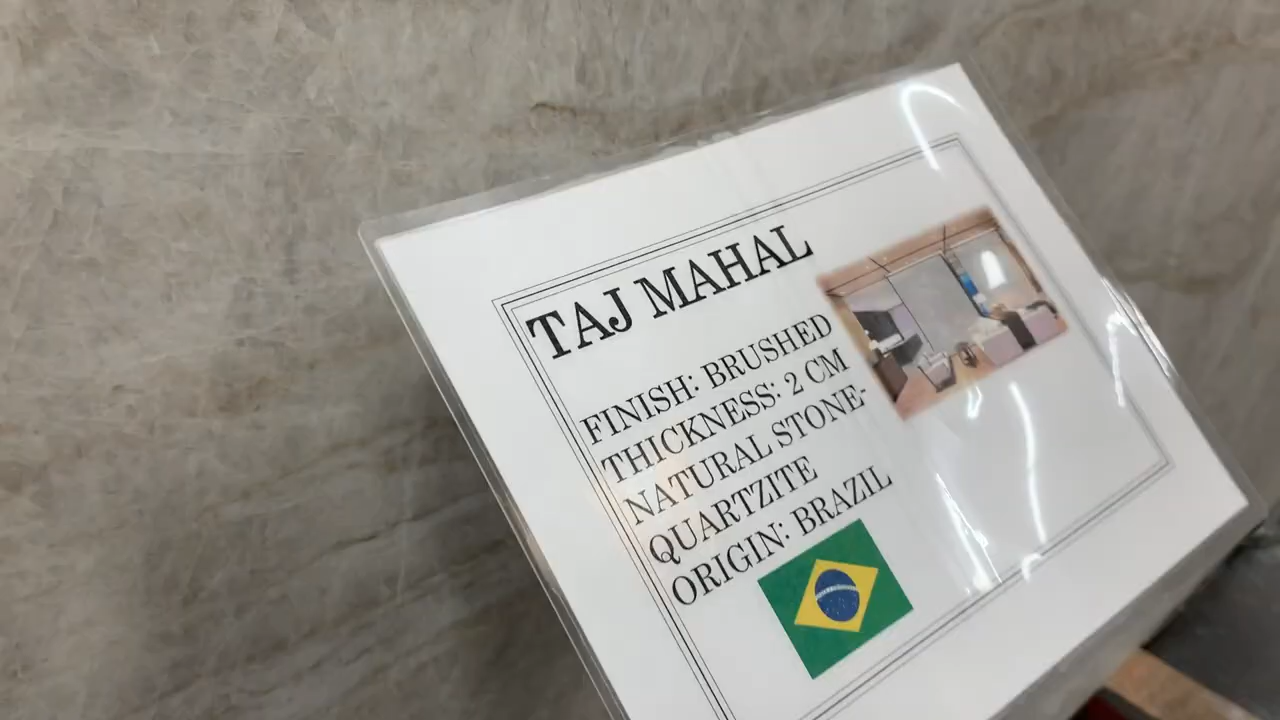 TAJ MAHAL
FINISH: BRUSHED
THICKNESS: 2 CM
NATURAL STONE-
QUARTZITE
ORIGIN: BRAZIL